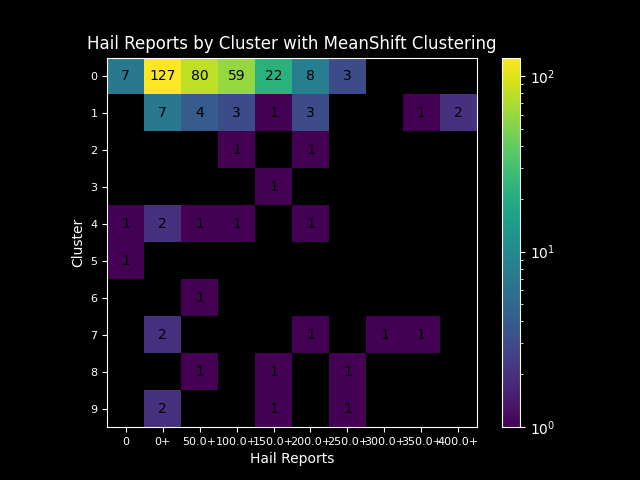 Hail Reports by Cluster with MeanShift Clustering
0 7 127 80 59 22 8 3
1 7 4 3 1 3 1 2
2 1 1
3 1
4 1 2 1 1 1
5 1
6 1
7 2 1 1 1
8 1 1 1
9 2 1 1
0 0+ 50.0+ 100.0+ 150.0+ 200.0+ 250.0+ 300.0+ 350.0+ 400.0+
Hail Reports
Cluster
10²
10¹
10⁰